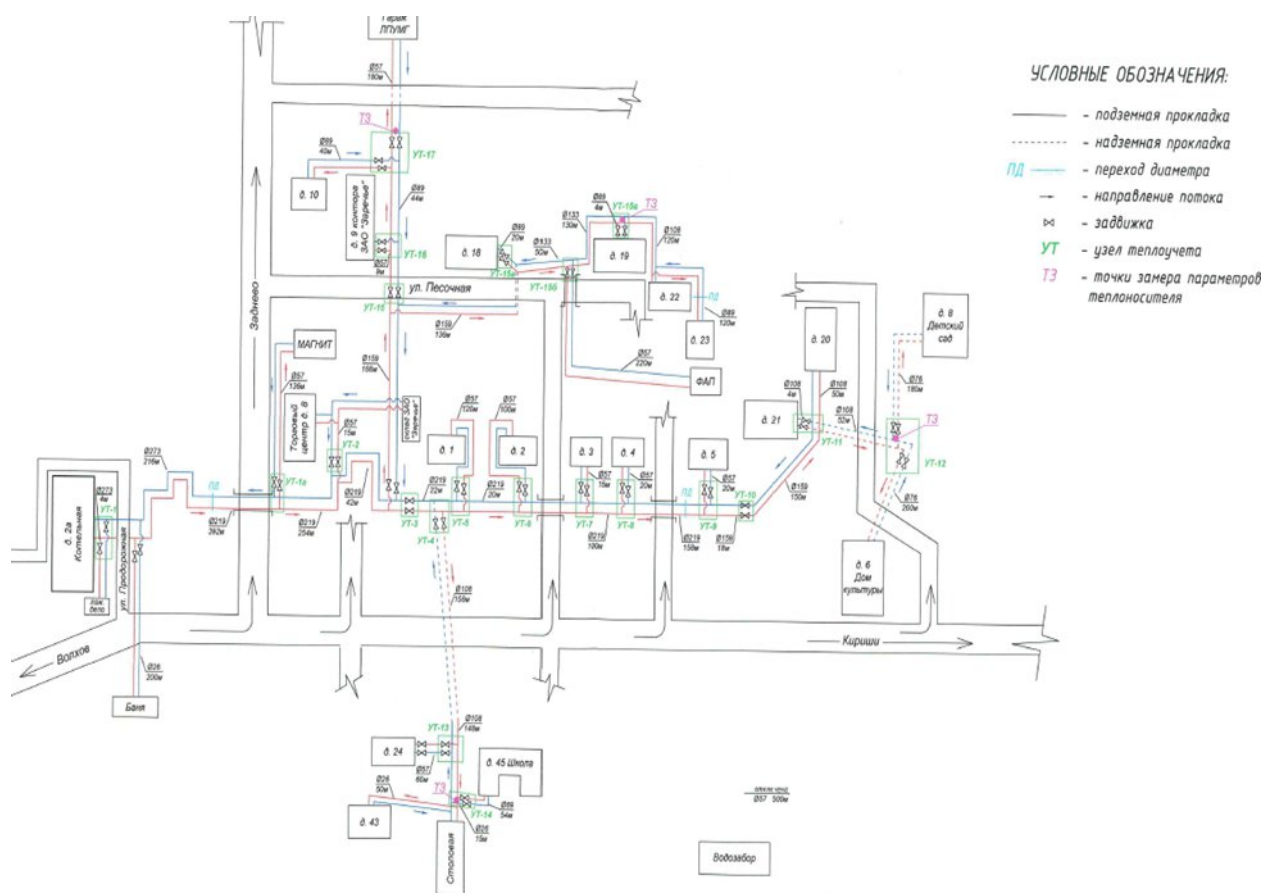 Гараж
ЛПУМГ
Ø57
180м
ТЗ
УТ-17
Ø89
40м
д. 10
д. 9 контора
ЗАО "Заречье"
Ø89
44м
УТ-16
Ø57
9м
УТ-15
ул. Песочная
Ø159
136м
Заднево
д. 18
Ø89
20м
УТ-15а
Ø133
50м
УТ-15б
Ø133
130м
Ø89
4м
УТ-15в
ТЗ
д. 19
Ø108
120м
д. 22
ПД
д. 23
Ø89
120м
Ø57
220м
ФАП
МАГНИТ
Ø57
136м
Ø159
188м
Торговый
центр д. 8
Ø57
15м
склад ЗАО
"Заречье"
УТ-2
Ø57
120м
д. 1
Ø57
100м
д. 2
д. 3
Ø57
15м
д. 4
Ø57
20м
д. 5
Ø57
20м
д. 20
Ø108
4м
Ø108
50м
д. 21
УТ-11
Ø108
52м
д. 8
Детский
сад
Ø76
180м
ТЗ
УТ-12
Ø76
200м
д. 6
Дом
культуры
Ø273
216м
ПД
УТ-1а
Ø219
392м
Ø219
254м
Ø219
42м
УТ-3
Ø219
22м
УТ-4
УТ-5
Ø219
20м
УТ-6
УТ-7
Ø219
100м
УТ-8
ПД
Ø219
158м
УТ-9
Ø159
18м
УТ-10
Ø159
150м
д. 2а
Котельная
Ø273
4м
УТ-1
пож.
депо
ул. Придорожная
Волхов
Ø26
200м
Баня
Ø108
158м
Кириши
УТ-13
Ø108
148м
д. 24
Ø57
60м
д. 45 Школа
Ø26
50м
ТЗ
д. 43
УТ-14
Ø89
54м
Ø26
15м
Столовая
Ø57 500м
Водозабор
УСЛОВНЫЕ ОБОЗНАЧЕНИЯ:
- подземная прокладка
- надземная прокладка
ПД - переход диаметра
- направление потока
- задвижка
УТ - узел теплоучета
ТЗ - точки замера параметров
теплоносителя